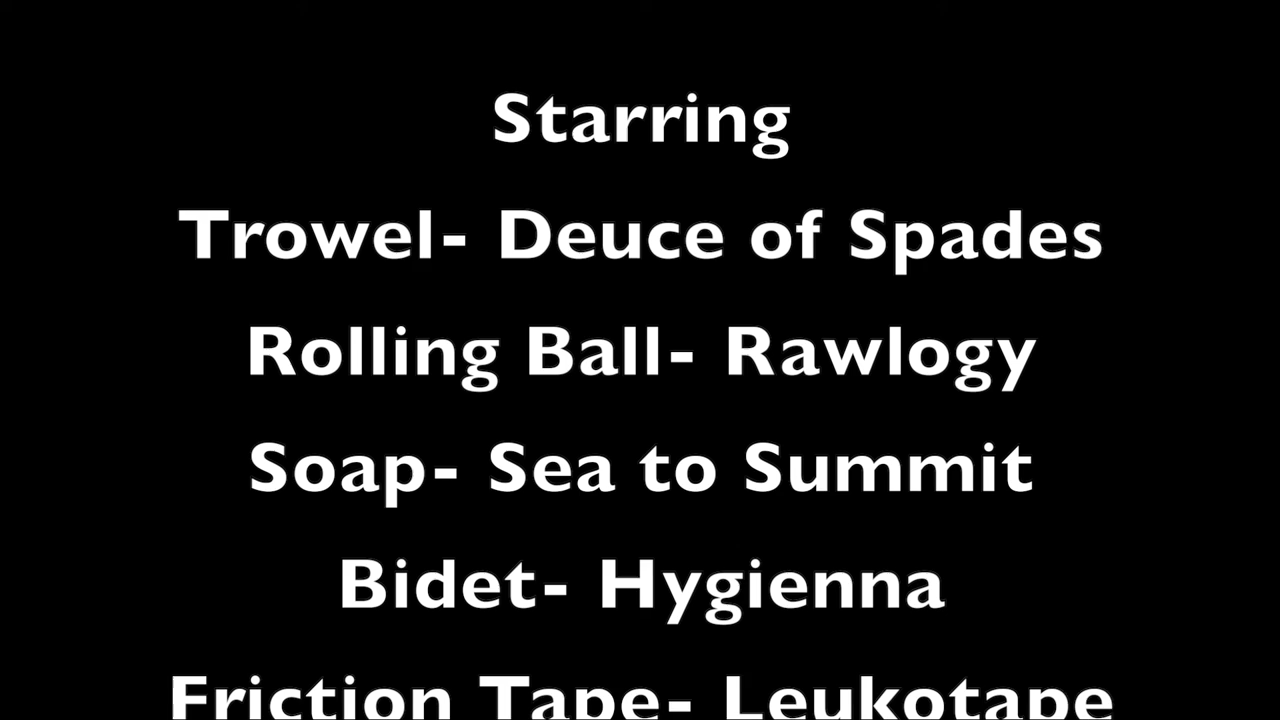 Starring
Trowel- Deuce of Spades
Rolling Ball- Rawlogy
Soap- Sea to Summit
Bidet- Hygienna
Friction Tape- Leukotape